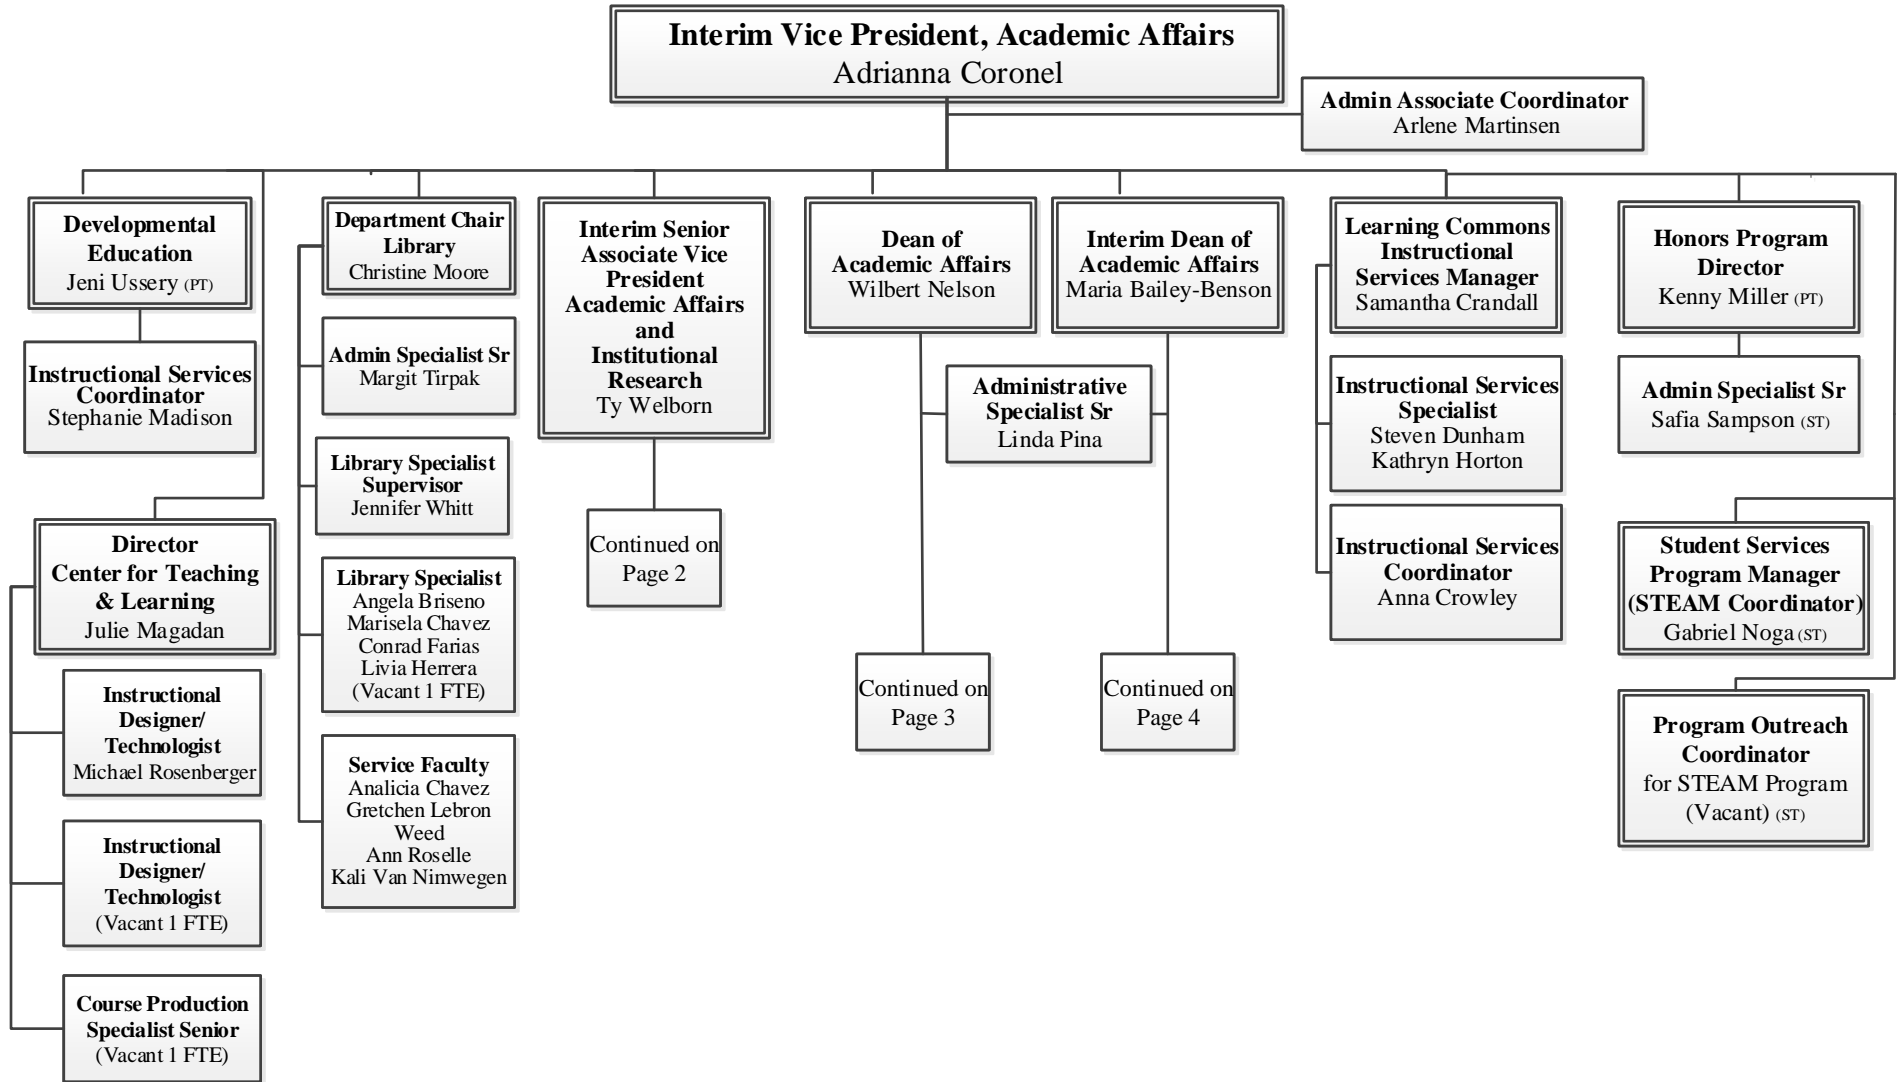 Interim Vice President, Academic Affairs
Adrianna Coronel
Admin Associate Coordinator
Arlene Martinsen
Developmental
Education
Jeni Ussery (PT)
Instructional Services
Coordinator
Stephanie Madison
Director
Center for Teaching
& Learning
Julie Magadan
Instructional
Designer/
Technologist
Michael Rosenberger
Instructional
Designer/
Technologist
(Vacant 1 FTE)
Course Production
Specialist Senior
(Vacant 1 FTE)
Department Chair
Library
Christine Moore
Admin Specialist Sr
Margit Tirpak
Library Specialist
Supervisor
Jennifer Whitt
Library Specialist
Angela Briseno
Marisela Chavez
Conrad Farias
Livia Herrera
(Vacant 1 FTE)
Service Faculty
Analicia Chavez
Gretchen Lebron
Weed
Ann Roselle
Kali Van Nimwegen
Interim Senior
Associate Vice
President
Academic Affairs
and
Institutional
Research
Ty Welborn
Continued on
Page 2
Dean of
Academic Affairs
Wilbert Nelson
Interim Dean of
Academic Affairs
Maria Bailey-Benson
Administrative
Specialist Sr
Linda Pina
Continued on
Page 3
Continued on
Page 4
Learning Commons
Instructional
Services Manager
Samantha Crandall
Instructional Services
Specialist
Steven Dunham
Kathryn Horton
Instructional Services
Coordinator
Anna Crowley
Honors Program
Director
Kenny Miller (PT)
Admin Specialist Sr
Safia Sampson (ST)
Student Services
Program Manager
(STEAM Coordinator)
Gabriel Noga (ST)
Program Outreach
Coordinator
for STEAM Program
(Vacant) (ST)